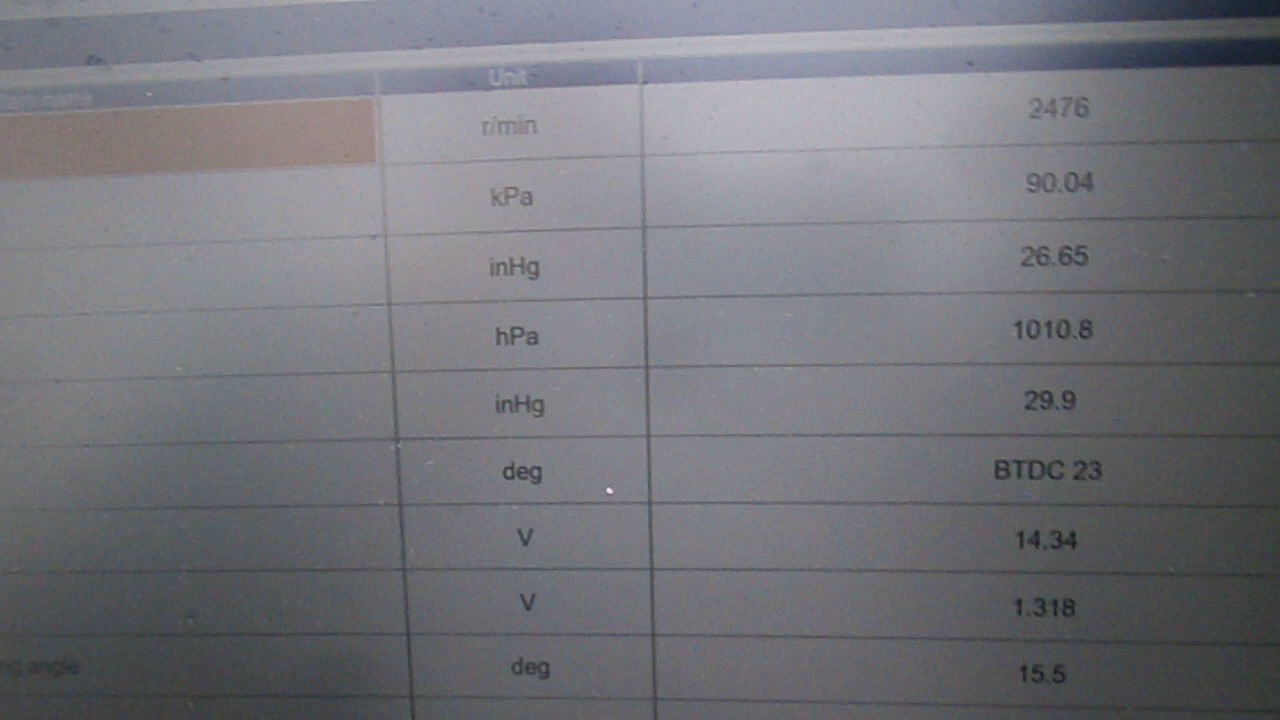 Unit
r/min 2476
kPa 90.04
inHg 26.65
hPa 1010.8
inHg 29.9
deg BTDC 23
V 14.34
V 1.318
angle deg 15.5